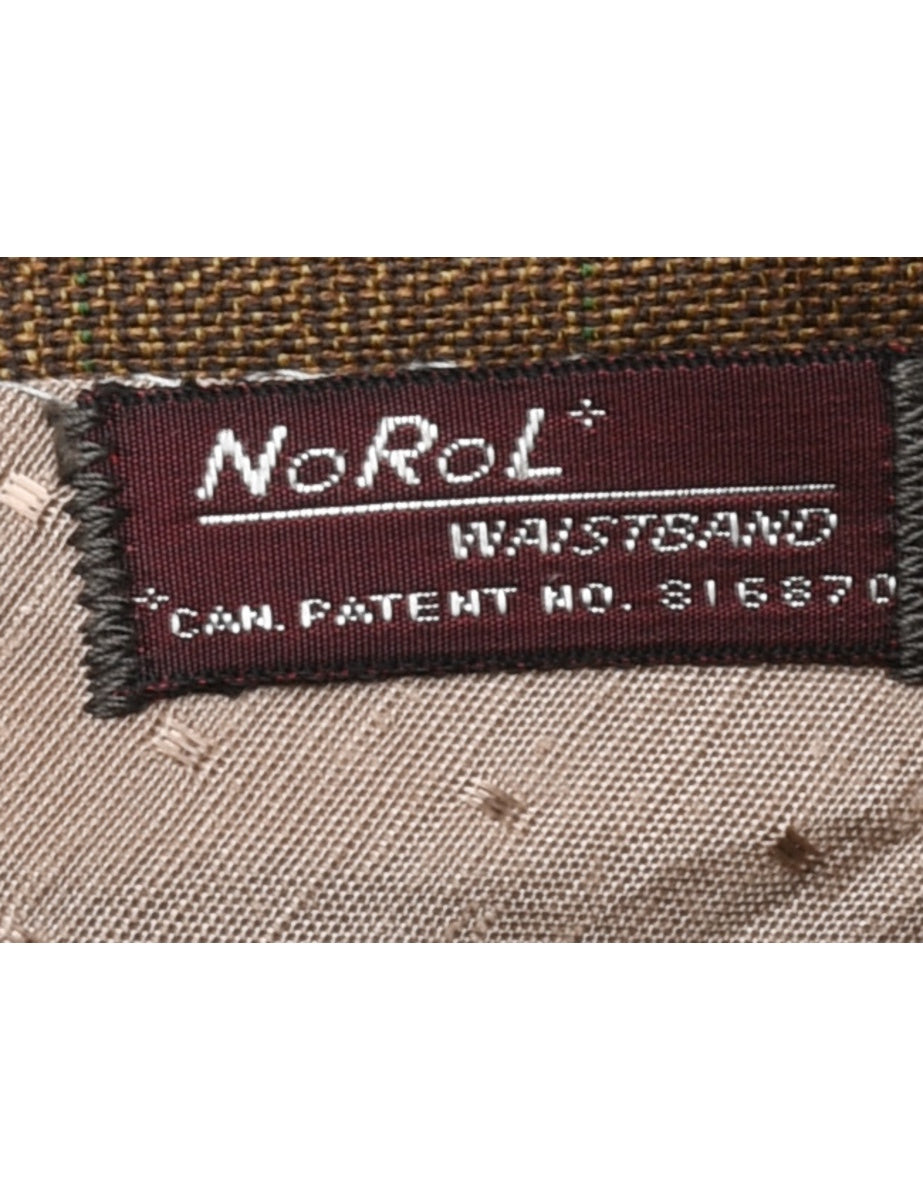 NoRoL+
WAISTBAND
+CAN. PATENT NO. 816870